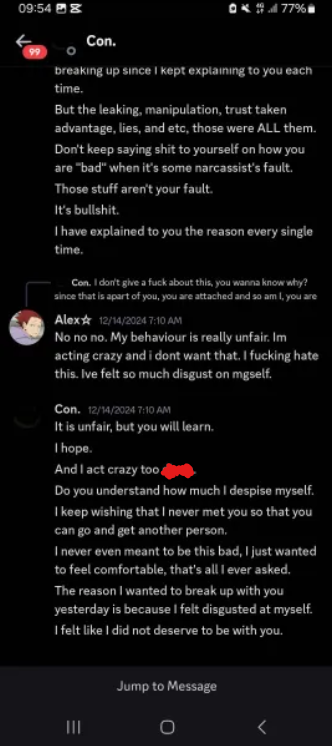 09:54
77%
99
Con.
breaking up since I kept explaining to you each
time.
But the leaking, manipulation, trust taken
advantage, lies, and etc, those were ALL them.
Don't keep saying shit to yourself on how you
are "bad" when it's some narcassist's fault.
Those stuff aren't your fault.
It's bullshit.
I have explained to you the reason every single
time.
Con. I don't give a fuck about this, you wanna know why?
since that is apart of you, you are attached and so am I, you are
Alex☆ 12/14/2024 7:10 AM
No no no. My behaviour is really unfair. Im
acting crazy and i dont want that. I fucking hate
this. Ive felt so much disgust on mgself.
Con. 12/14/2024 7:10 AM
It is unfair, but you will learn.
I hope.
And I act crazy too
Do you understand how much I despise myself.
I keep wishing that I never met you so that you
can go and get another person.
I never even meant to be this bad, I just wanted
to feel comfortable, that's all I ever asked.
The reason I wanted to break up with you
yesterday is because I felt disgusted at myself.
I felt like I did not deserve to be with you.
Jump to Message